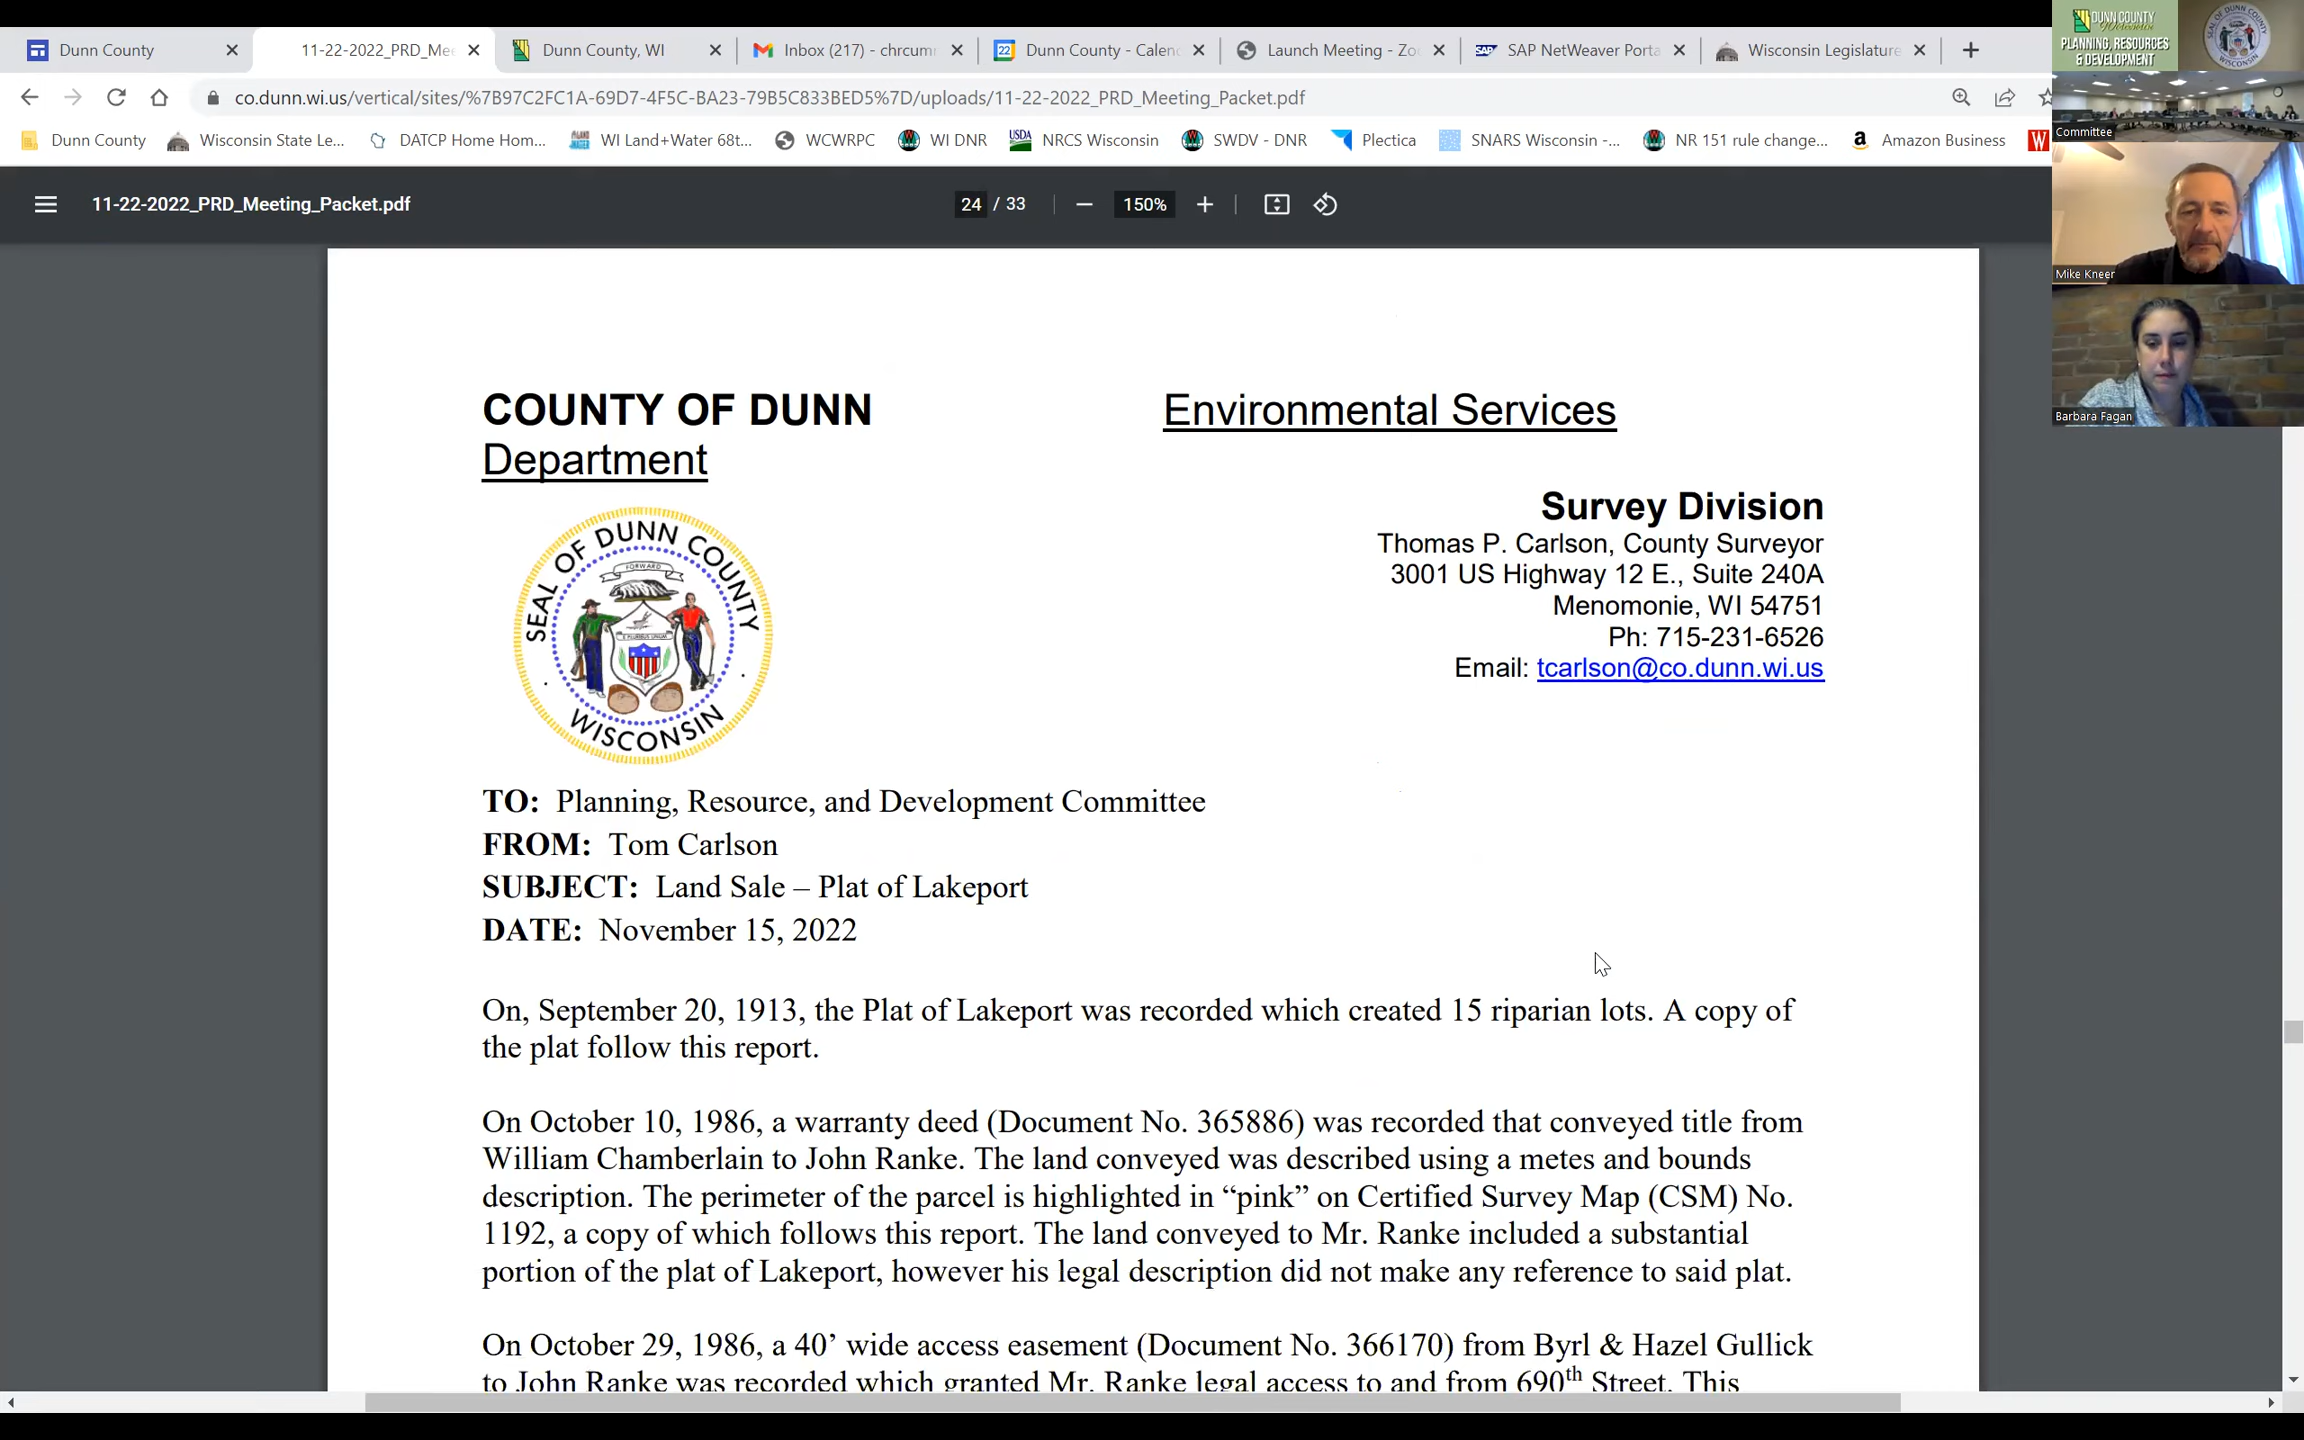 Dunn County
11-22-2022_PRD_Mee
Dunn County, WI
Inbox (217) - chrcumm
Dunn County - Calend
Launch Meeting - Zoo
SAP NetWeaver Porta
Wisconsin Legislature
co.dunn.wi.us/vertical/sites/%7B97C2FC1A-69D7-4F5C-BA23-79B5C833BED5%7D/uploads/11-22-2022_PRD_Meeting_Packet.pdf
Dunn County
Wisconsin State Le...
DATCP Home Hom...
WI Land+Water 68t...
WCWRPC
WI DNR
NRCS Wisconsin
SWDV - DNR
Plectica
SNARS Wisconsin -...
NR 151 rule change...
Amazon Business
11-22-2022_PRD_Meeting_Packet.pdf
24 / 33
150%
DUNN COUNTY
Wisconsin
PLANNING, RESOURCES
& DEVELOPMENT
Committee
Mike Kneer
Barbara Fagan
COUNTY OF DUNN Environmental Services
Department
SEAL OF DUNN COUNTY
FORWARD
E PLURIBUS UNUM
WISCONSIN
Survey Division
Thomas P. Carlson, County Surveyor
3001 US Highway 12 E., Suite 240A
Menomonie, WI 54751
Ph: 715-231-6526
Email: tcarlson@co.dunn.wi.us
TO: Planning, Resource, and Development Committee
FROM: Tom Carlson
SUBJECT: Land Sale – Plat of Lakeport
DATE: November 15, 2022
On, September 20, 1913, the Plat of Lakeport was recorded which created 15 riparian lots. A copy of
the plat follow this report.
On October 10, 1986, a warranty deed (Document No. 365886) was recorded that conveyed title from
William Chamberlain to John Ranke. The land conveyed was described using a metes and bounds
description. The perimeter of the parcel is highlighted in “pink” on Certified Survey Map (CSM) No.
1192, a copy of which follows this report. The land conveyed to Mr. Ranke included a substantial
portion of the plat of Lakeport, however his legal description did not make any reference to said plat.
On October 29, 1986, a 40’ wide access easement (Document No. 366170) from Byrl & Hazel Gullick
to John Ranke was recorded which granted Mr. Ranke legal access to and from 690th Street. This